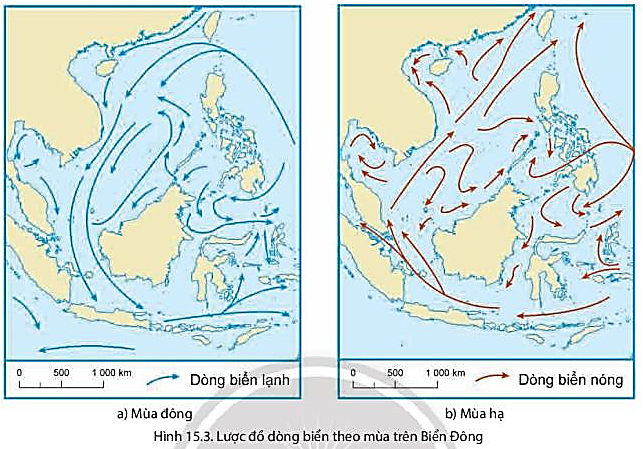 0 500 1 000 km
Dòng biển lạnh
0 500 1 000 km
Dòng biển nóng
a) Mùa đông
b) Mùa hạ
Hình 15.3. Lược đồ dòng biển theo mùa trên Biển Đông